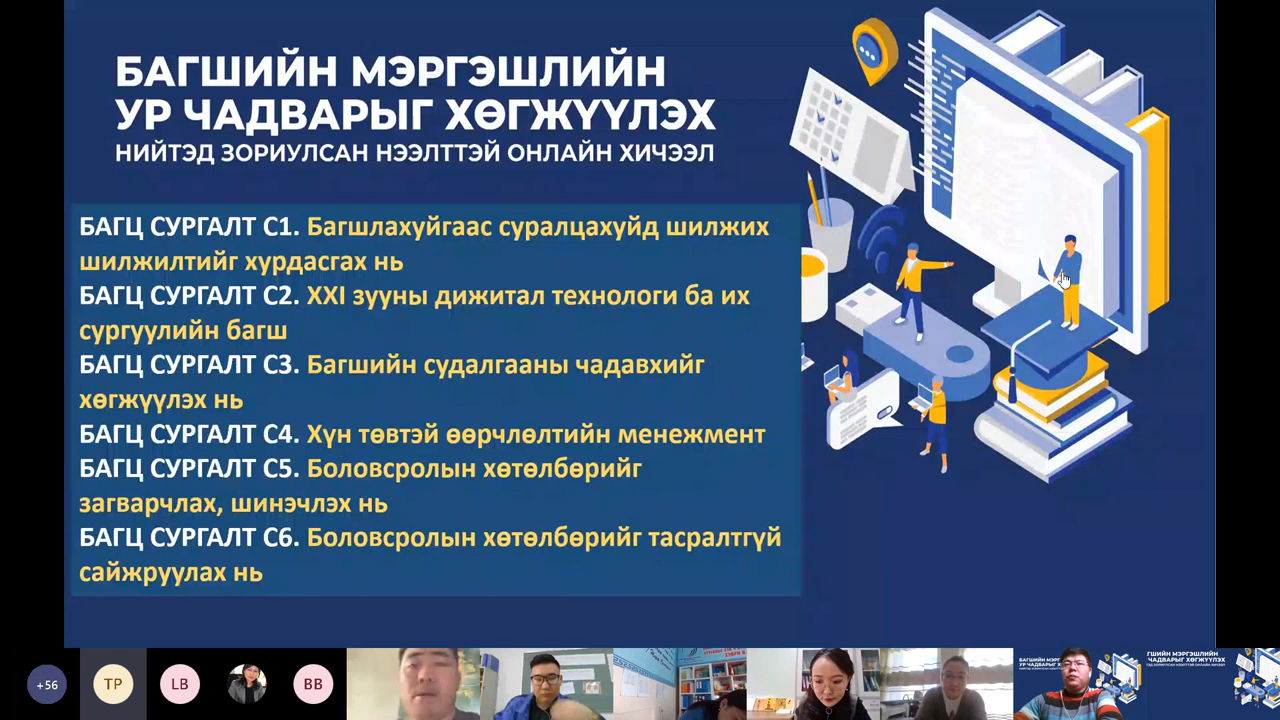 БАГШИЙН МЭРГЭШЛИЙН
УР ЧАДВАРЫГ ХӨГЖҮҮЛЭХ
НИЙТЭД ЗОРИУЛСАН НЭЭЛТТЭЙ ОНЛАЙН ХИЧЭЭЛ
БАГЦ СУРГАЛТ С1. Багшлахуйгаас суралцахуйд шилжих
шилжилтийг хурдасгах нь
БАГЦ СУРГАЛТ С2. XXI зууны дижитал технологи ба их
сургуулийн багш
БАГЦ СУРГАЛТ С3. Багшийн судалгааны чадавхийг
хөгжүүлэх нь
БАГЦ СУРГАЛТ С4. Хүн төвтэй өөрчлөлтийн менежмент
БАГЦ СУРГАЛТ С5. Боловсролын хөтөлбөрийг
загварчлах, шинэчлэх нь
БАГЦ СУРГАЛТ С6. Боловсролын хөтөлбөрийг тасралтгүй
сайжруулах нь
+56
TP
LB
BB